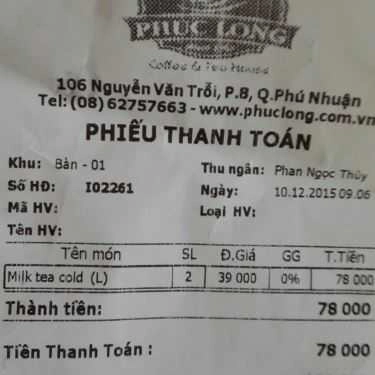 PHUC LONG
Coffee & Tea House
106 Nguyễn Văn Trỗi, P.8, Q.Phú Nhuận
Tel: (08) 62757663 - www.phuclong.com.vn
PHIẾU THANH TOÁN
Khu: Bàn - 01 Thu ngân: Phan Ngọc Thủy
Số HĐ: I02261 Ngày: 10.12.2015 09.06
Mã HV: Loại HV:
Tên HV:
Tên món SL Đ.Giá GG T.Tiền
Milk tea cold (L) 2 39 000 0% 78 000
Thành tiền: 78 000
Tiền Thanh Toán : 78 000